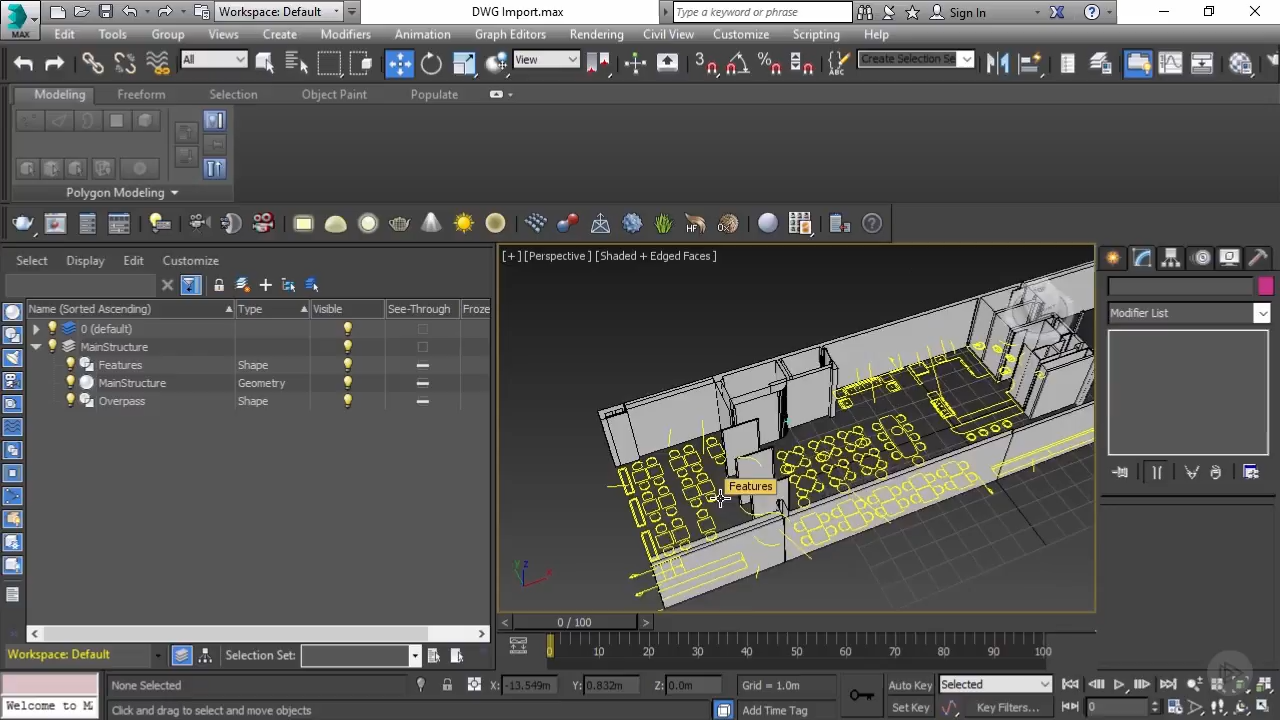 MAX
Workspace: Default
DWG Import.max
Type a keyword or phrase
Sign In
Edit Tools Group Views Create Modifiers Animation Graph Editors Rendering Civil View Customize Scripting Help
All
View
3
%
ABC
Create Selection Se
Modeling Freeform Selection Object Paint Populate
Polygon Modeling
HF
Select Display Edit Customize
[+] [Perspective ] [Shaded + Edged Faces ]
Modifier List
Name (Sorted Ascending) Type Visible See-Through Froze
0 (default)
MainStructure
Features Shape
MainStructure Geometry
Overpass Shape
Features
0 / 100
0 10 20 30 40 50 60 70 80 90 100
Workspace: Default
Selection Set:
None Selected
X: -13.549m Y: 0.832m Z: 0.0m
Grid = 1.0m
Auto Key
Selected
Welcome to M
Click and drag to select and move objects
Add Time Tag
Set Key
Key Filters...
0